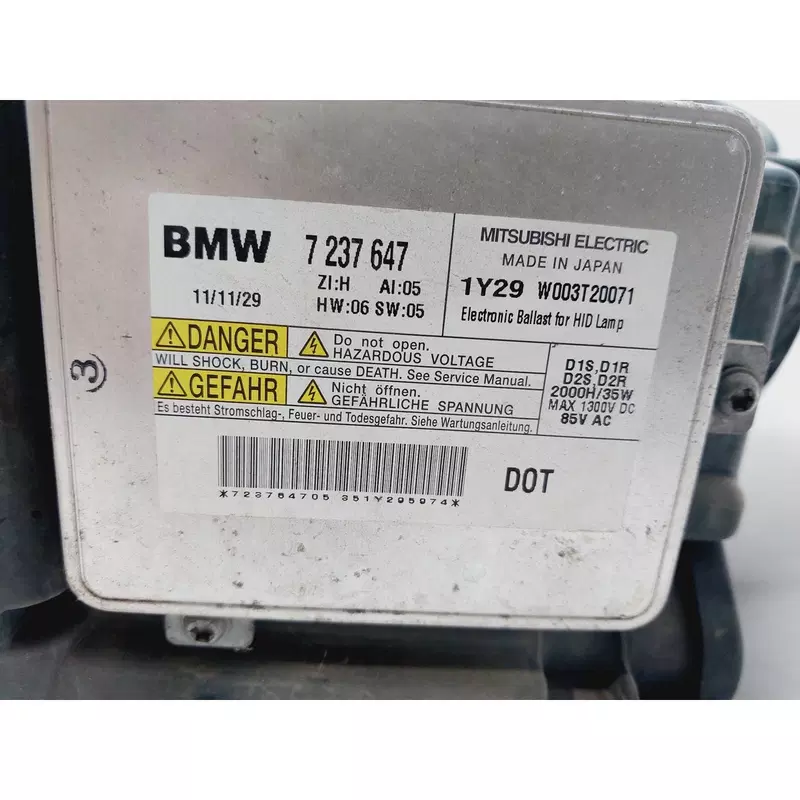 BMW 7 237 647
ZI:H AI:05
11/11/29 HW:06 SW:05
MITSUBISHI ELECTRIC
MADE IN JAPAN
1Y29 W003T20071
Electronic Ballast for HID Lamp
DANGER Do not open.
HAZARDOUS VOLTAGE
WILL SHOCK, BURN, or cause DEATH. See Service Manual.
GEFAHR Nicht öffnen.
GEFÄHRLICHE SPANNUNG
Es besteht Stromschlag-, Feuer- und Todesgefahr. Siehe Wartungsanleitung.
D1S, D1R
D2S, D2R
2000H/35W
MAX 1300V DC
85V AC
*723764705 351Y295974*
DOT
3